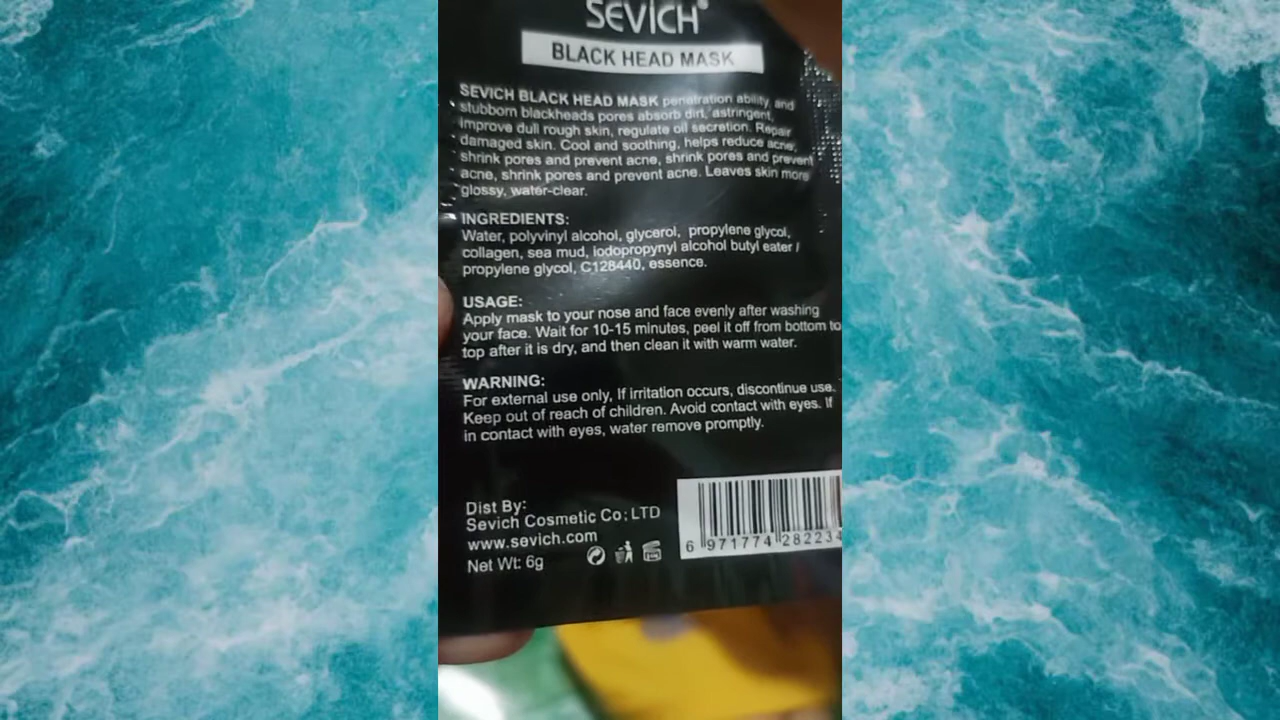 SEVICH®
BLACK HEAD MASK
SEVICH BLACK HEAD MASK penatration ability, and
stubborn blackheads pores absorb dirt, astringent,
Improve dull rough skin, regulate oil secretion. Repair
damaged skin. Cool and soothing, helps reduce acne,
shrink pores and prevent acne, shrink pores and prevent
acne, shrink pores and prevent acne. Leaves skin more
glossy, water-clear.
INGREDIENTS:
Water, polyvinyl alcohol, glycerol, propylene glycol,
collagen, sea mud, iodopropynyl alcohol butyl eater /
propylene glycol, C128440, essence.
USAGE:
Apply mask to your nose and face evenly after washing
your face. Wait for 10-15 minutes, peel it off from bottom to
top after it is dry, and then clean it with warm water.
WARNING:
For external use only, If irritation occurs, discontinue use.
Keep out of reach of children. Avoid contact with eyes. If
in contact with eyes, water remove promptly.
Dist By:
Sevich Cosmetic Co; LTD
www.sevich.com
Net Wt: 6g
6 971774 282234